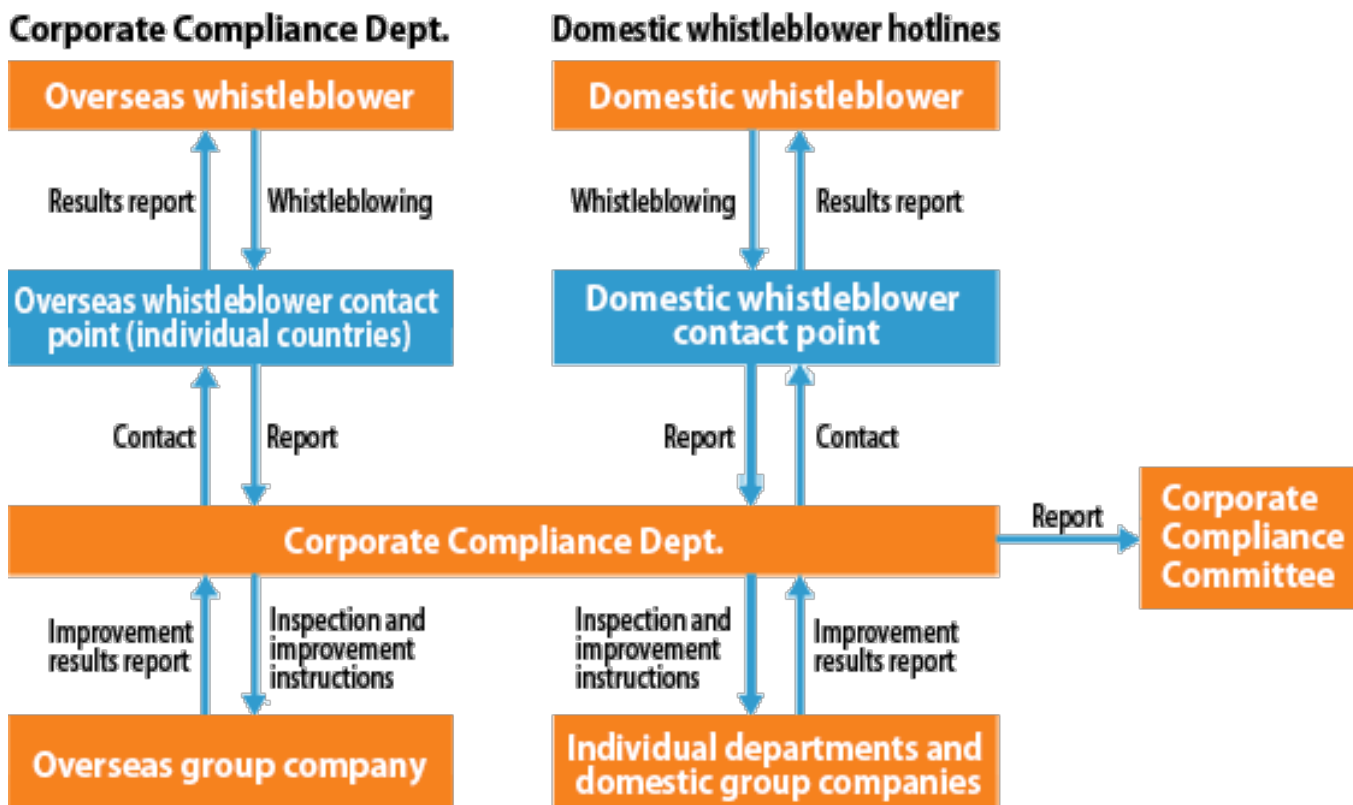 Corporate Compliance Dept.
Domestic whistleblower hotlines
Overseas whistleblower
Domestic whistleblower
Results report
Whistleblowing
Whistleblowing
Results report
Overseas whistleblower contact
point (individual countries)
Domestic whistleblower
contact point
Contact
Report
Report
Contact
Corporate Compliance Dept.
Report
Corporate
Compliance
Committee
Improvement
results report
Inspection and
improvement
instructions
Inspection and
improvement
instructions
Improvement
results report
Overseas group company
Individual departments and
domestic group companies